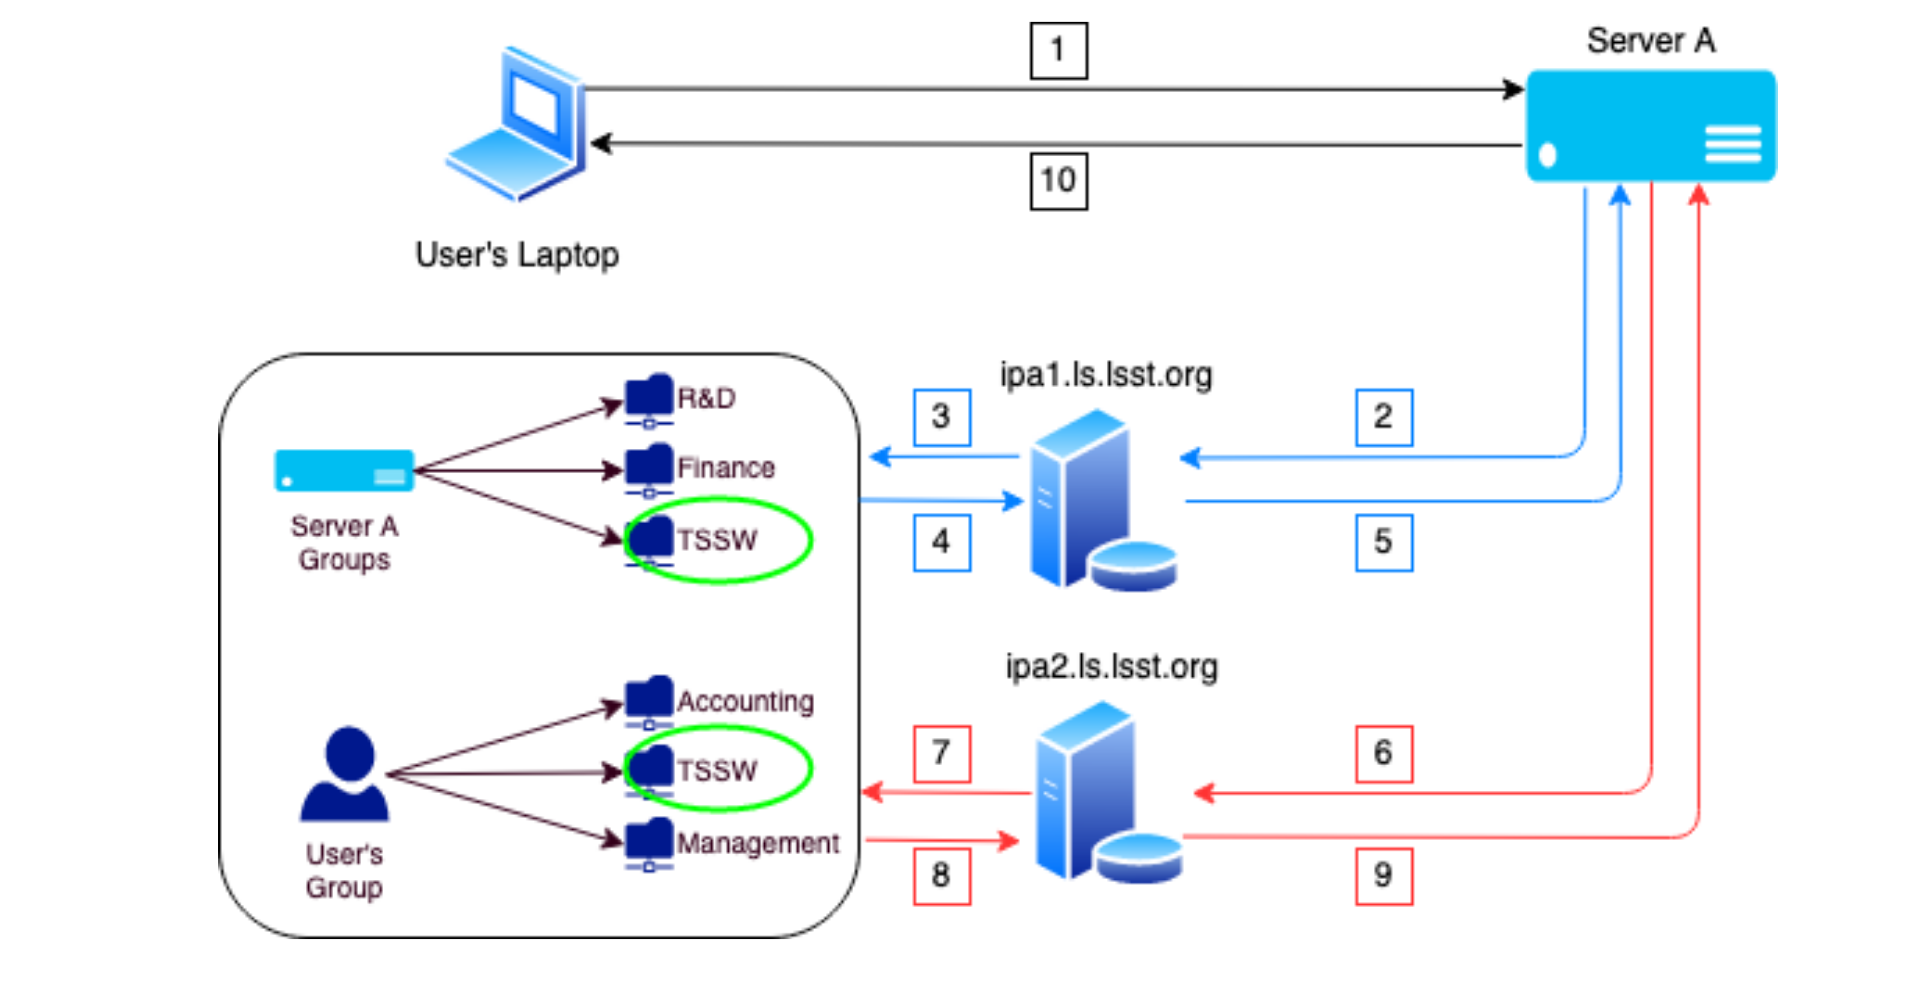 Server A
1
10
User's Laptop
ipa1.ls.lsst.org
R&D
3
2
Finance
Server A
Groups
TSSW
4
5
ipa2.ls.lsst.org
Accounting
7
6
TSSW
Management
User's
Group
8
9